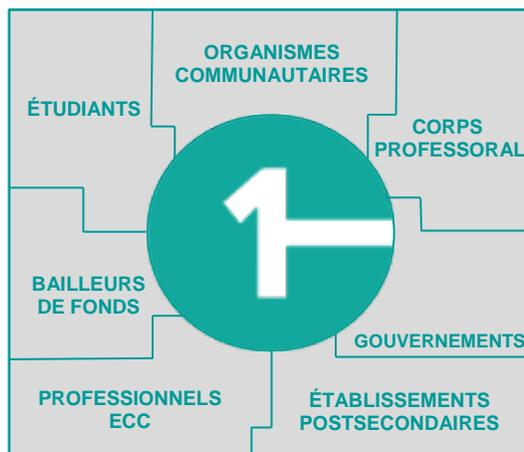 ORGANISMES
COMMUNAUTAIRES
ÉTUDIANTS
CORPS
PROFESSORAL
1
BAILLEURS
DE FONDS
GOUVERNEMENTS
PROFESSIONNELS
ECC
ÉTABLISSEMENTS
POSTSECONDAIRES